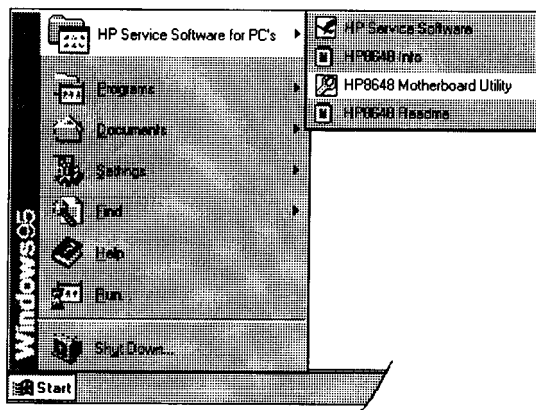 HP Service Software for PC's
Programs
Documents
Settings
Find
Help
Run...
Shut Down...
HP Service Software
HP8648 Info
HP8648 Motherboard Utility
HP8648 Readme
Windows95
Start